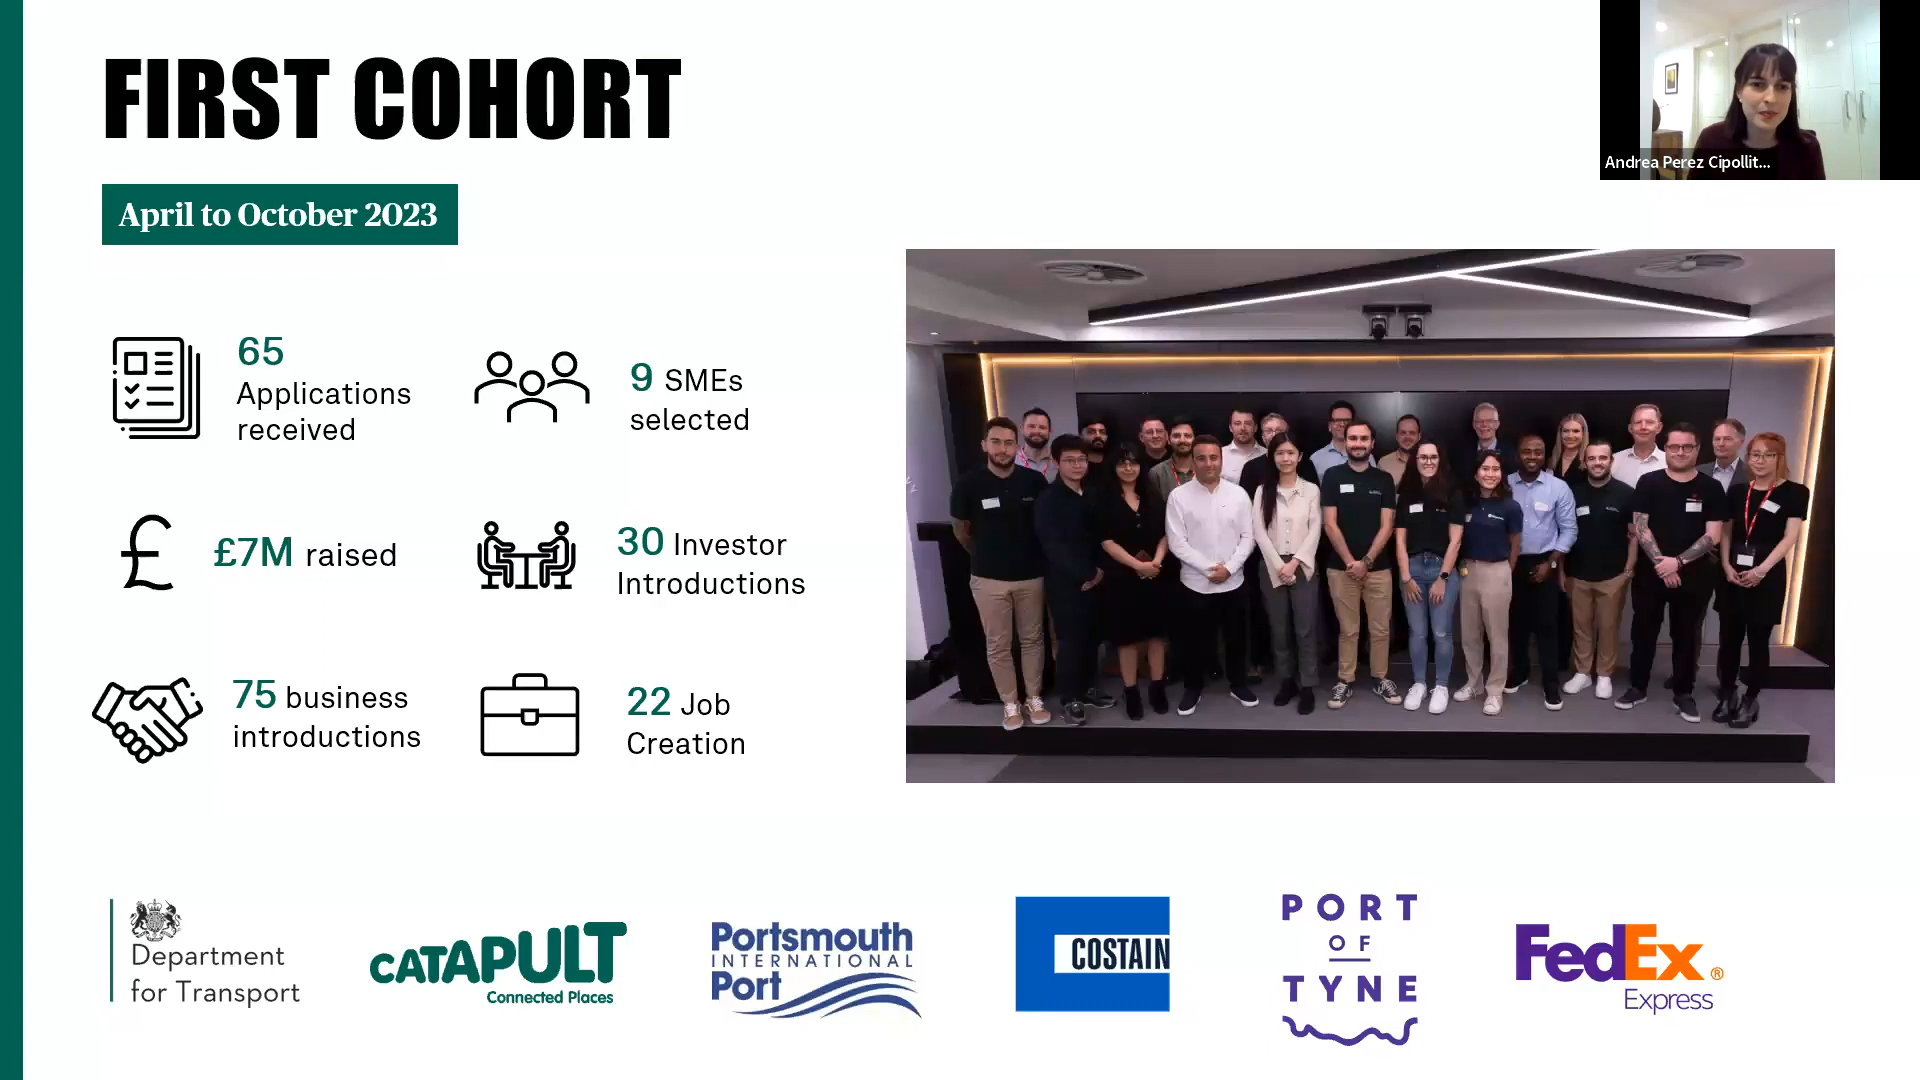 FIRST COHORT
Andrea Perez Cipollit...
April to October 2023
65
Applications
received
9 SMEs
selected
£7M raised
30 Investor
Introductions
75 business
introductions
22 Job
Creation
Department
for Transport
CATAPULT
Connected Places
Portsmouth
INTERNATIONAL
Port
COSTAIN
PORT
OF
TYNE
FedEx®
Express